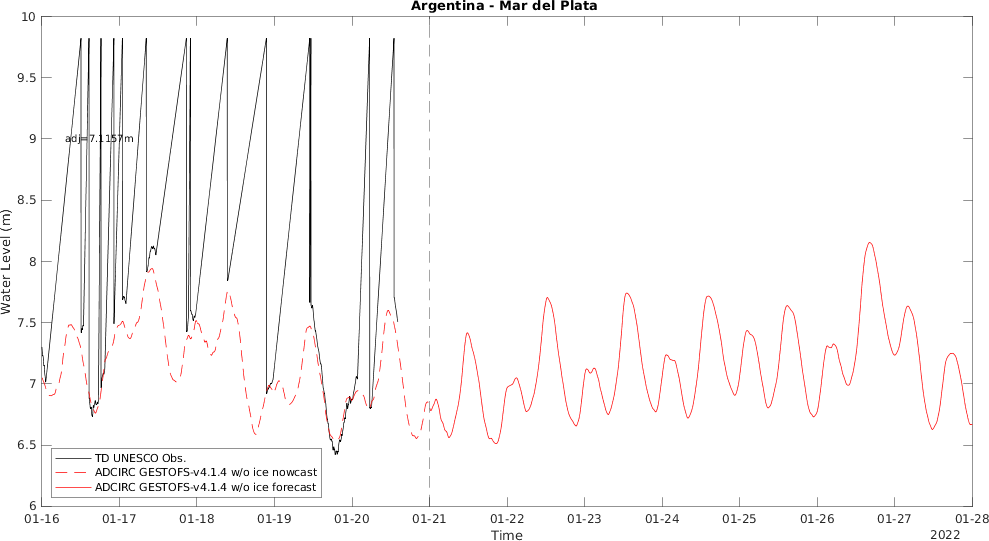 Argentina - Mar del Plata
10
9.5
9
8.5
8
7.5
7
6.5
6
Water Level (m)
adj=7.1157m
TD UNESCO Obs.
ADCIRC GESTOFS-v4.1.4 w/o ice nowcast
ADCIRC GESTOFS-v4.1.4 w/o ice forecast
01-16 01-17 01-18 01-19 01-20 01-21 01-22 01-23 01-24 01-25 01-26 01-27 01-28
Time
2022